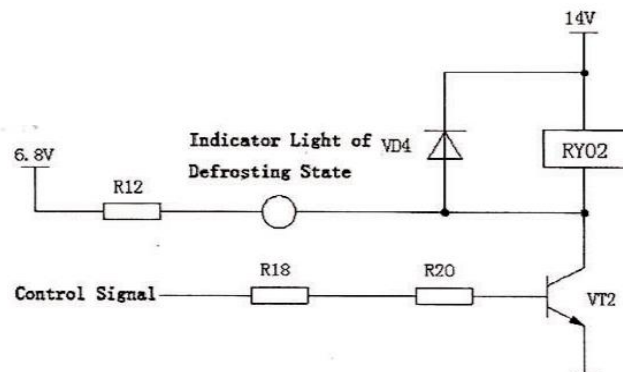 14V
Indicator Light of
VD4
RY02
6.8V
Defrosting State
R12
R18
R20
Control Signal
VT2